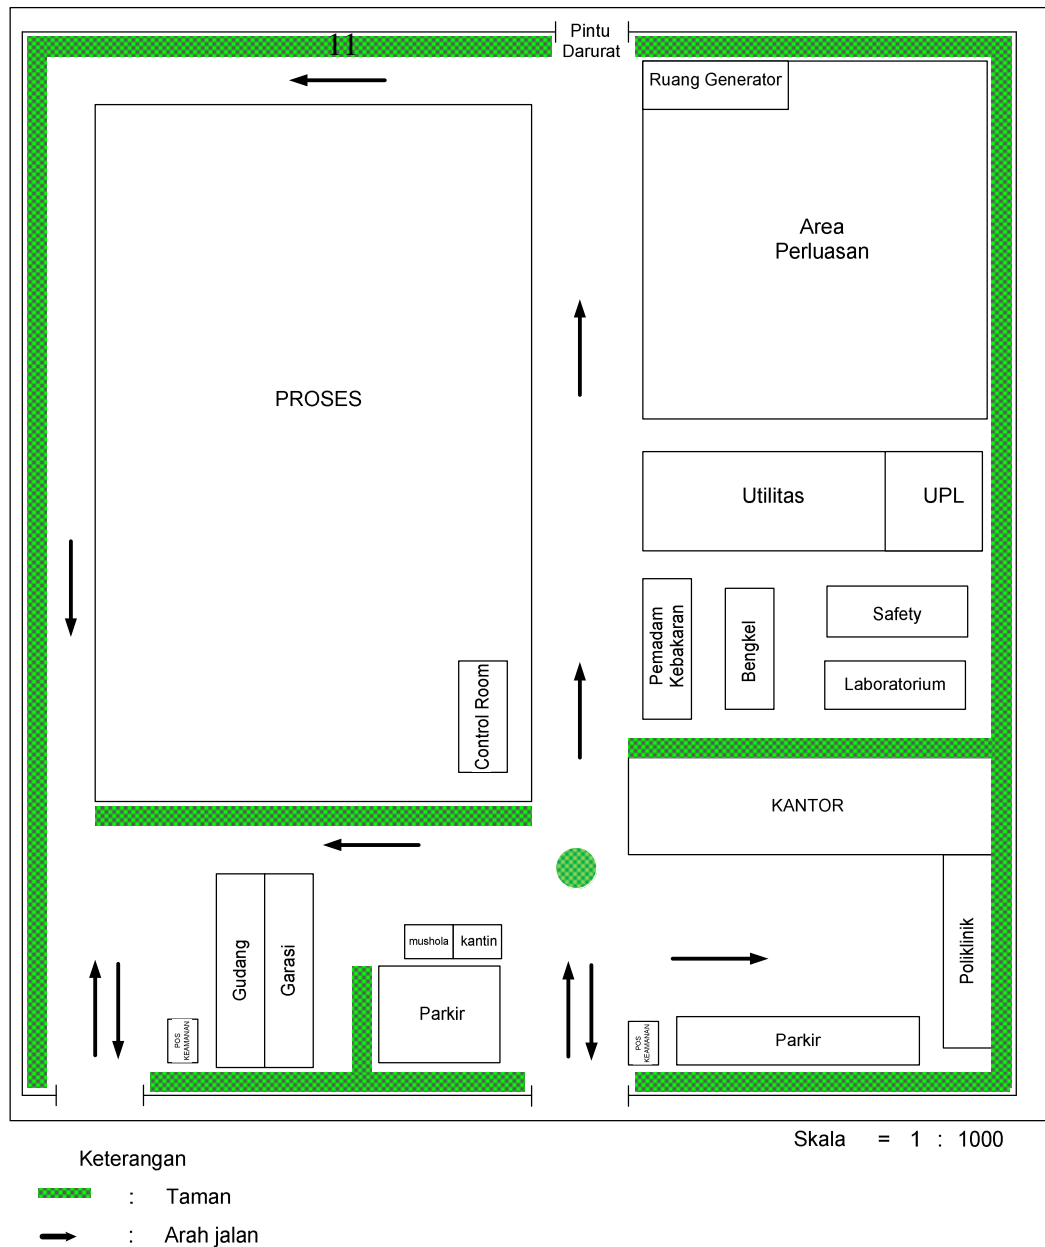 Pintu
Darurat
11
Ruang Generator
Area
Perluasan
PROSES
Utilitas
UPL
Pemadam
Kebakaran
Bengkel
Safety
Laboratorium
Control Room
KANTOR
Gudang
Garasi
mushola
kantin
Poliklinik
Parkir
POS
KEAMANAN
POS
KEAMANAN
Parkir
Skala = 1 : 1000
Keterangan
: Taman
: Arah jalan